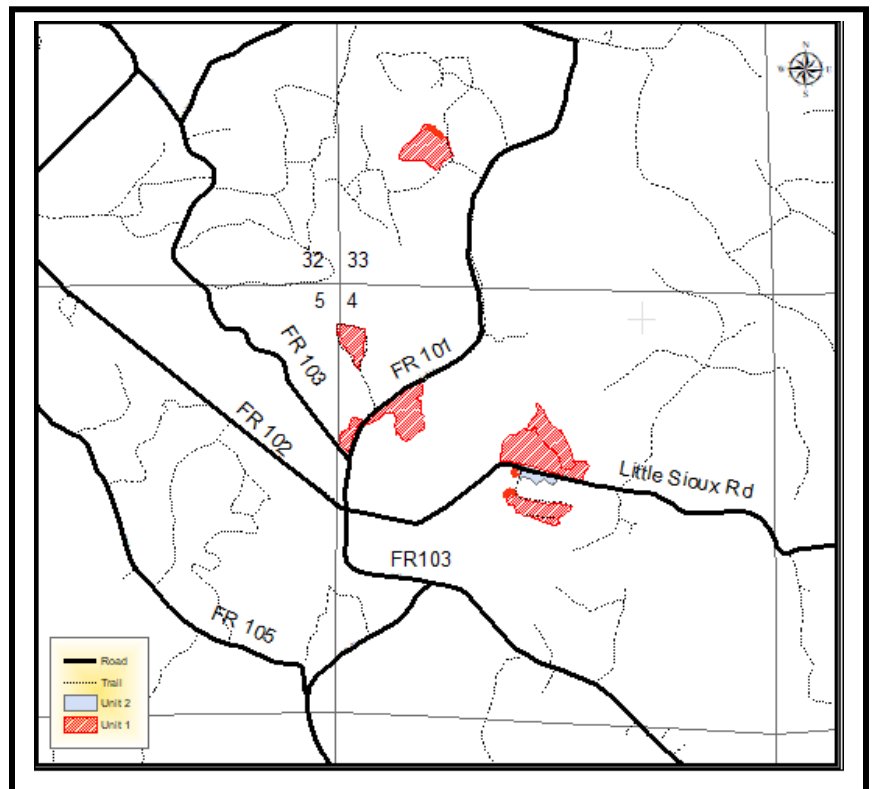 N
W
S
32 33
5 4
FR 103
FR 101
FR 102
Little Sioux Rd
FR103
FR 105
Road
Trail
Unit 2
Unit 1